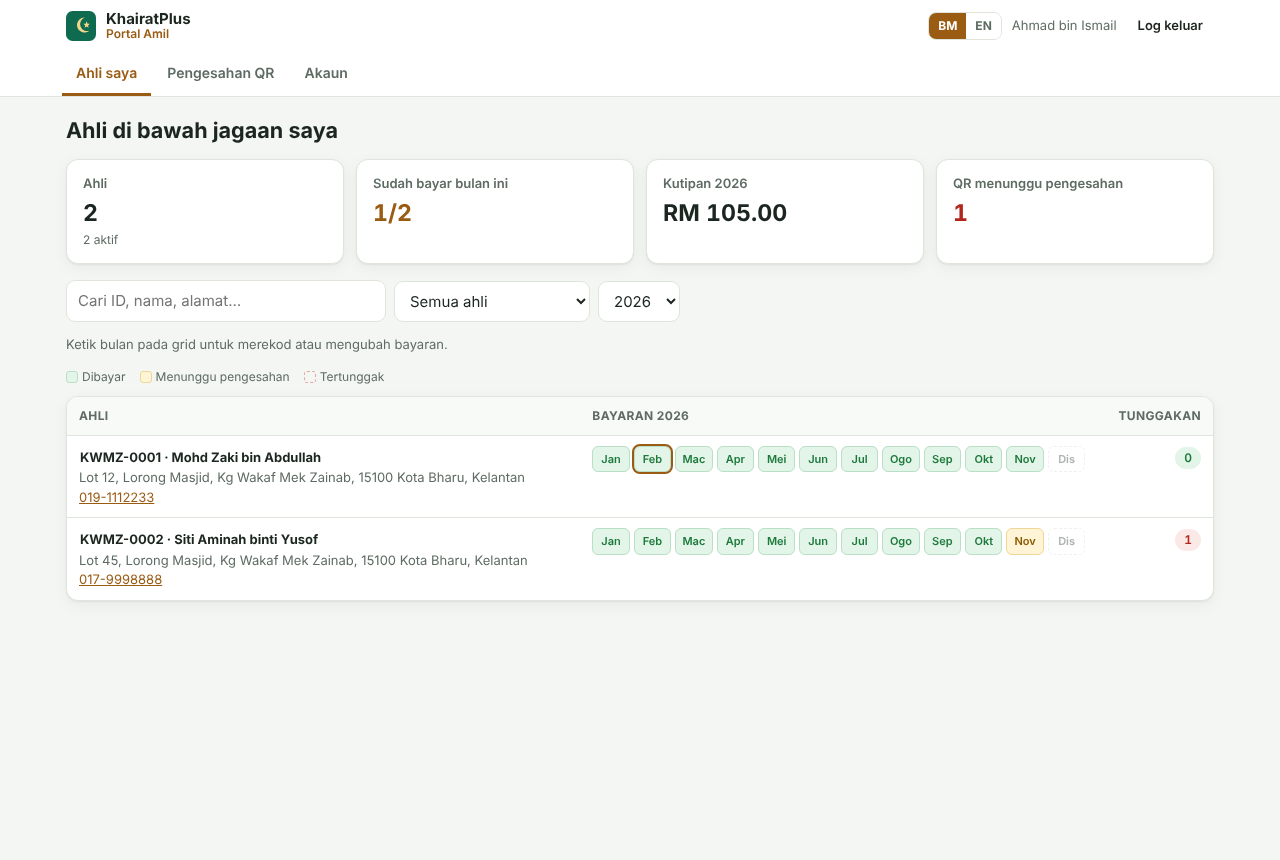 KhairatPlus
Portal Amil
BM EN Ahmad bin Ismail Log keluar
Ahli saya Pengesahan QR Akaun
Ahli di bawah jagaan saya
Ahli
2
2 aktif
Sudah bayar bulan ini
1/2
Kutipan 2026
RM 105.00
QR menunggu pengesahan
1
Cari ID, nama, alamat... Semua ahli 2026
Ketik bulan pada grid untuk merekod atau mengubah bayaran.
Dibayar Menunggu pengesahan Tertunggak
AHLI BAYARAN 2026 TUNGGAKAN
KWMZ-0001 · Mohd Zaki bin Abdullah
Lot 12, Lorong Masjid, Kg Wakaf Mek Zainab, 15100 Kota Bharu, Kelantan
019-1112233
Jan Feb Mac Apr Mei Jun Jul Ogo Sep Okt Nov Dis
0
KWMZ-0002 · Siti Aminah binti Yusof
Lot 45, Lorong Masjid, Kg Wakaf Mek Zainab, 15100 Kota Bharu, Kelantan
017-9998888
Jan Feb Mac Apr Mei Jun Jul Ogo Sep Okt Nov Dis
1